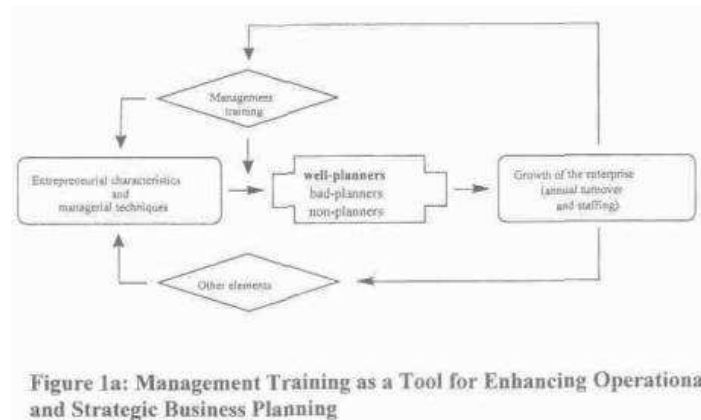 Management
training
Entrepreneurial characteristics
and
managerial techniques
well-planners
bad-planners
non-planners
Growth of the enterprise
(annual turnover
and staffing)
Other elements
Figure 1a: Management Training as a Tool for Enhancing Operationa
and Strategic Business Planning